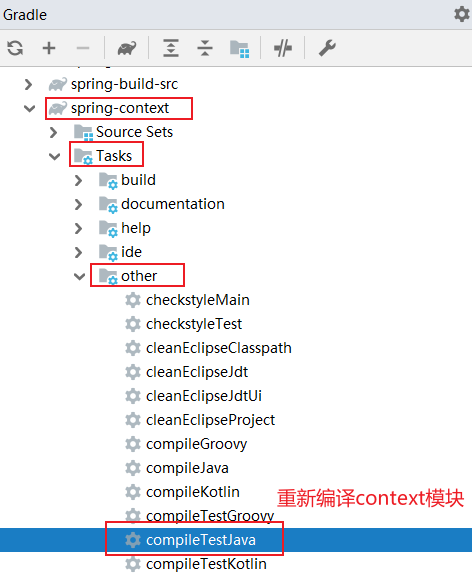 Gradle
spring-build-src
spring-context
Source Sets
Tasks
build
documentation
help
ide
other
checkstyleMain
checkstyleTest
cleanEclipseClasspath
cleanEclipseJdt
cleanEclipseJdtUi
cleanEclipseProject
compileGroovy
compileJava
compileKotlin
重新编译context模块
compileTestGroovy
compileTestJava
compileTestKotlin